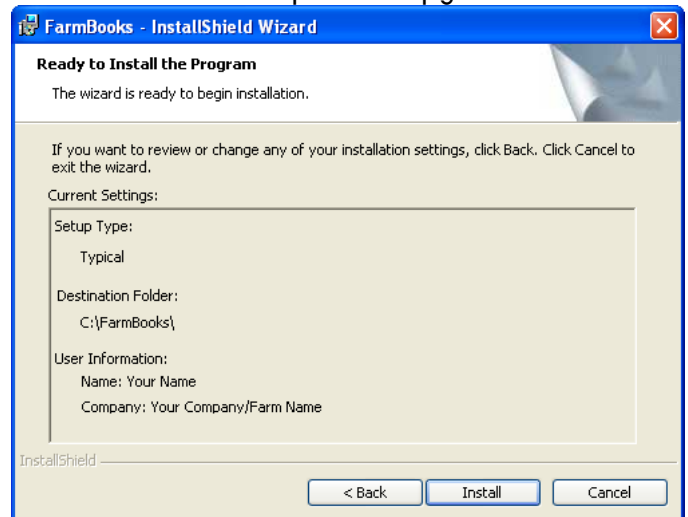 FarmBooks - InstallShield Wizard
Ready to Install the Program
The wizard is ready to begin installation.
If you want to review or change any of your installation settings, click Back. Click Cancel to
exit the wizard.
Current Settings:
Setup Type:
Typical
Destination Folder:
C:\FarmBooks\
User Information:
Name: Your Name
Company: Your Company/Farm Name
InstallShield
< Back Install Cancel